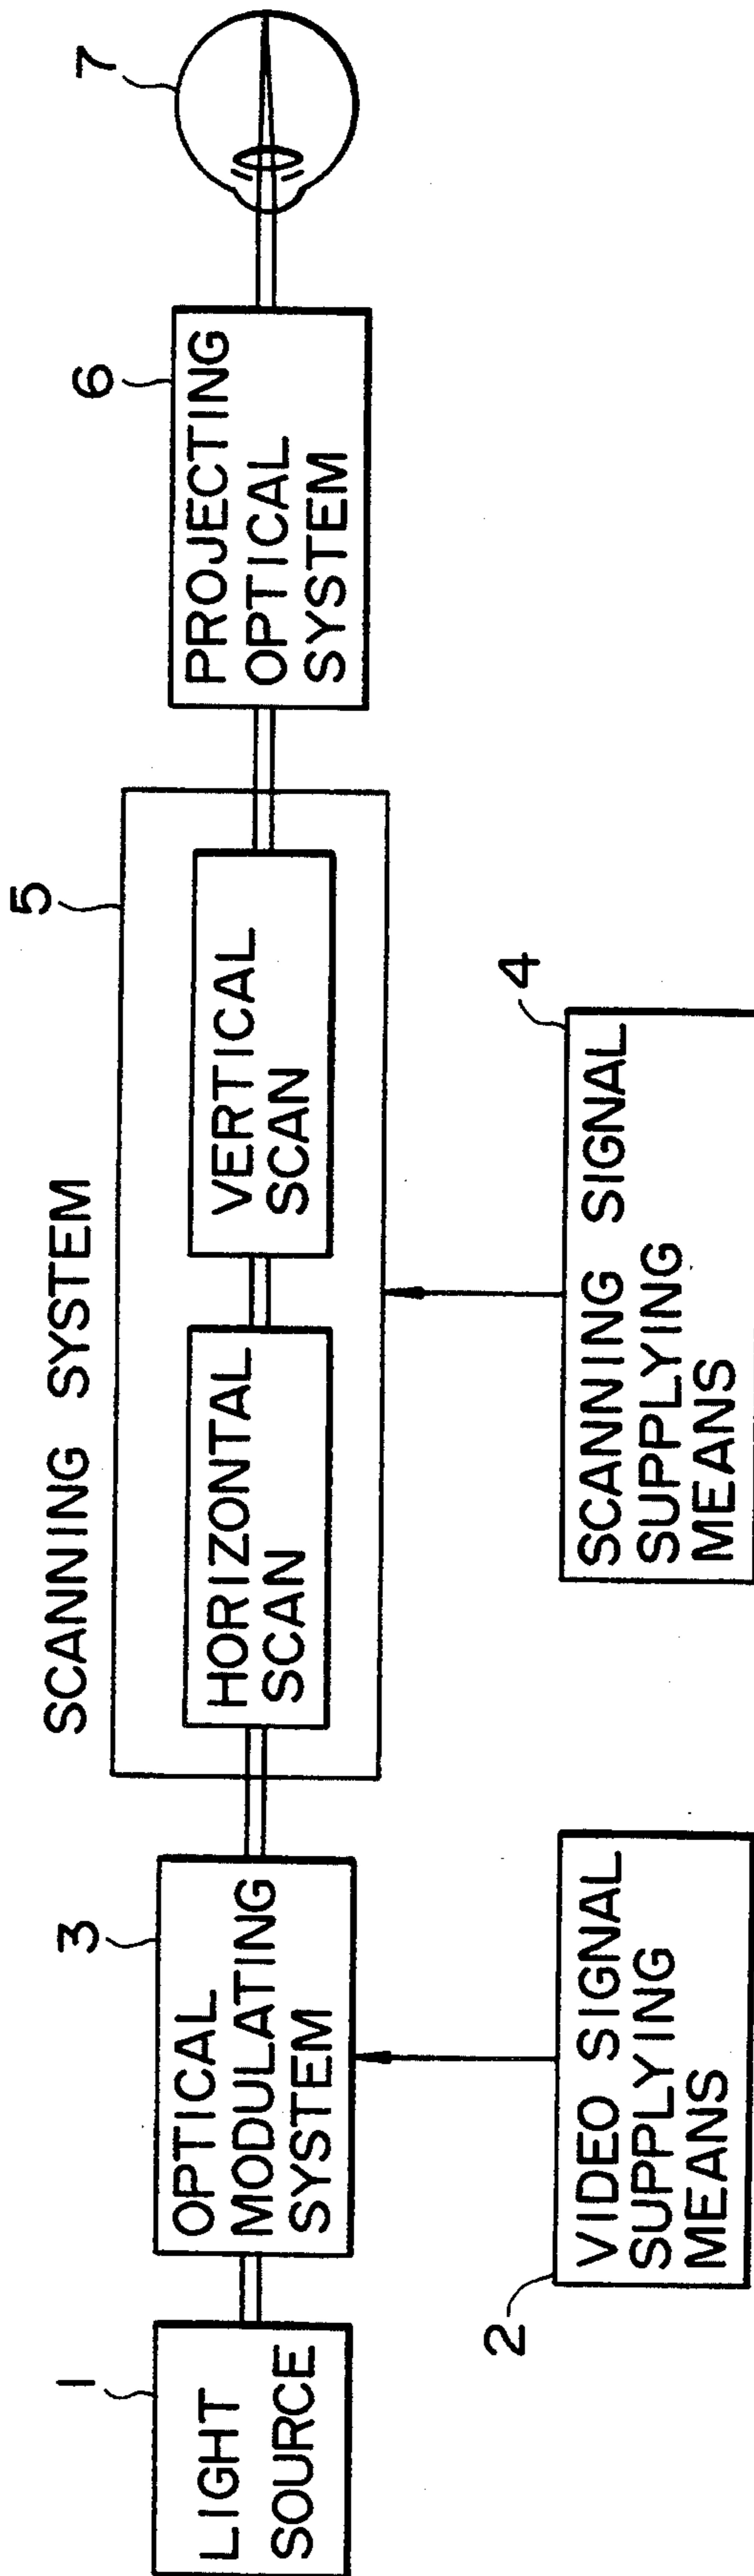 1
LIGHT
SOURCE
3
OPTICAL
MODULATING
SYSTEM
2
VIDEO SIGNAL
SUPPLYING
MEANS
SCANNING SYSTEM
5
HORIZONTAL
SCAN
VERTICAL
SCAN
4
SCANNING SIGNAL
SUPPLYING
MEANS
6
PROJECTING
OPTICAL
SYSTEM
7